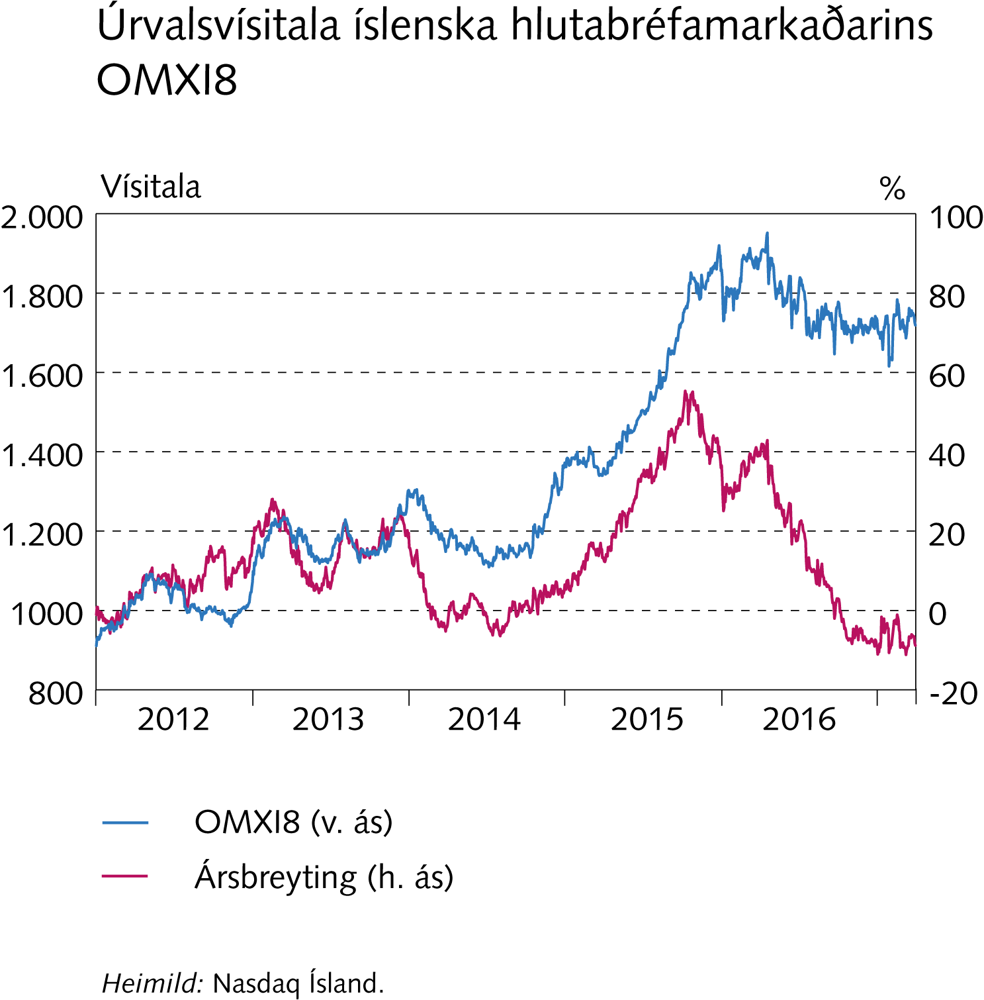 Úrvalsvísitala íslenska hlutabréfamarkaðarins
OMXI8
Vísitala %
2.000 100
1.800 80
1.600 60
1.400 40
1.200 20
1000 0
800 -20
2012 2013 2014 2015 2016
OMXI8 (v. ás)
Ársbreyting (h. ás)
Heimild: Nasdaq Ísland.